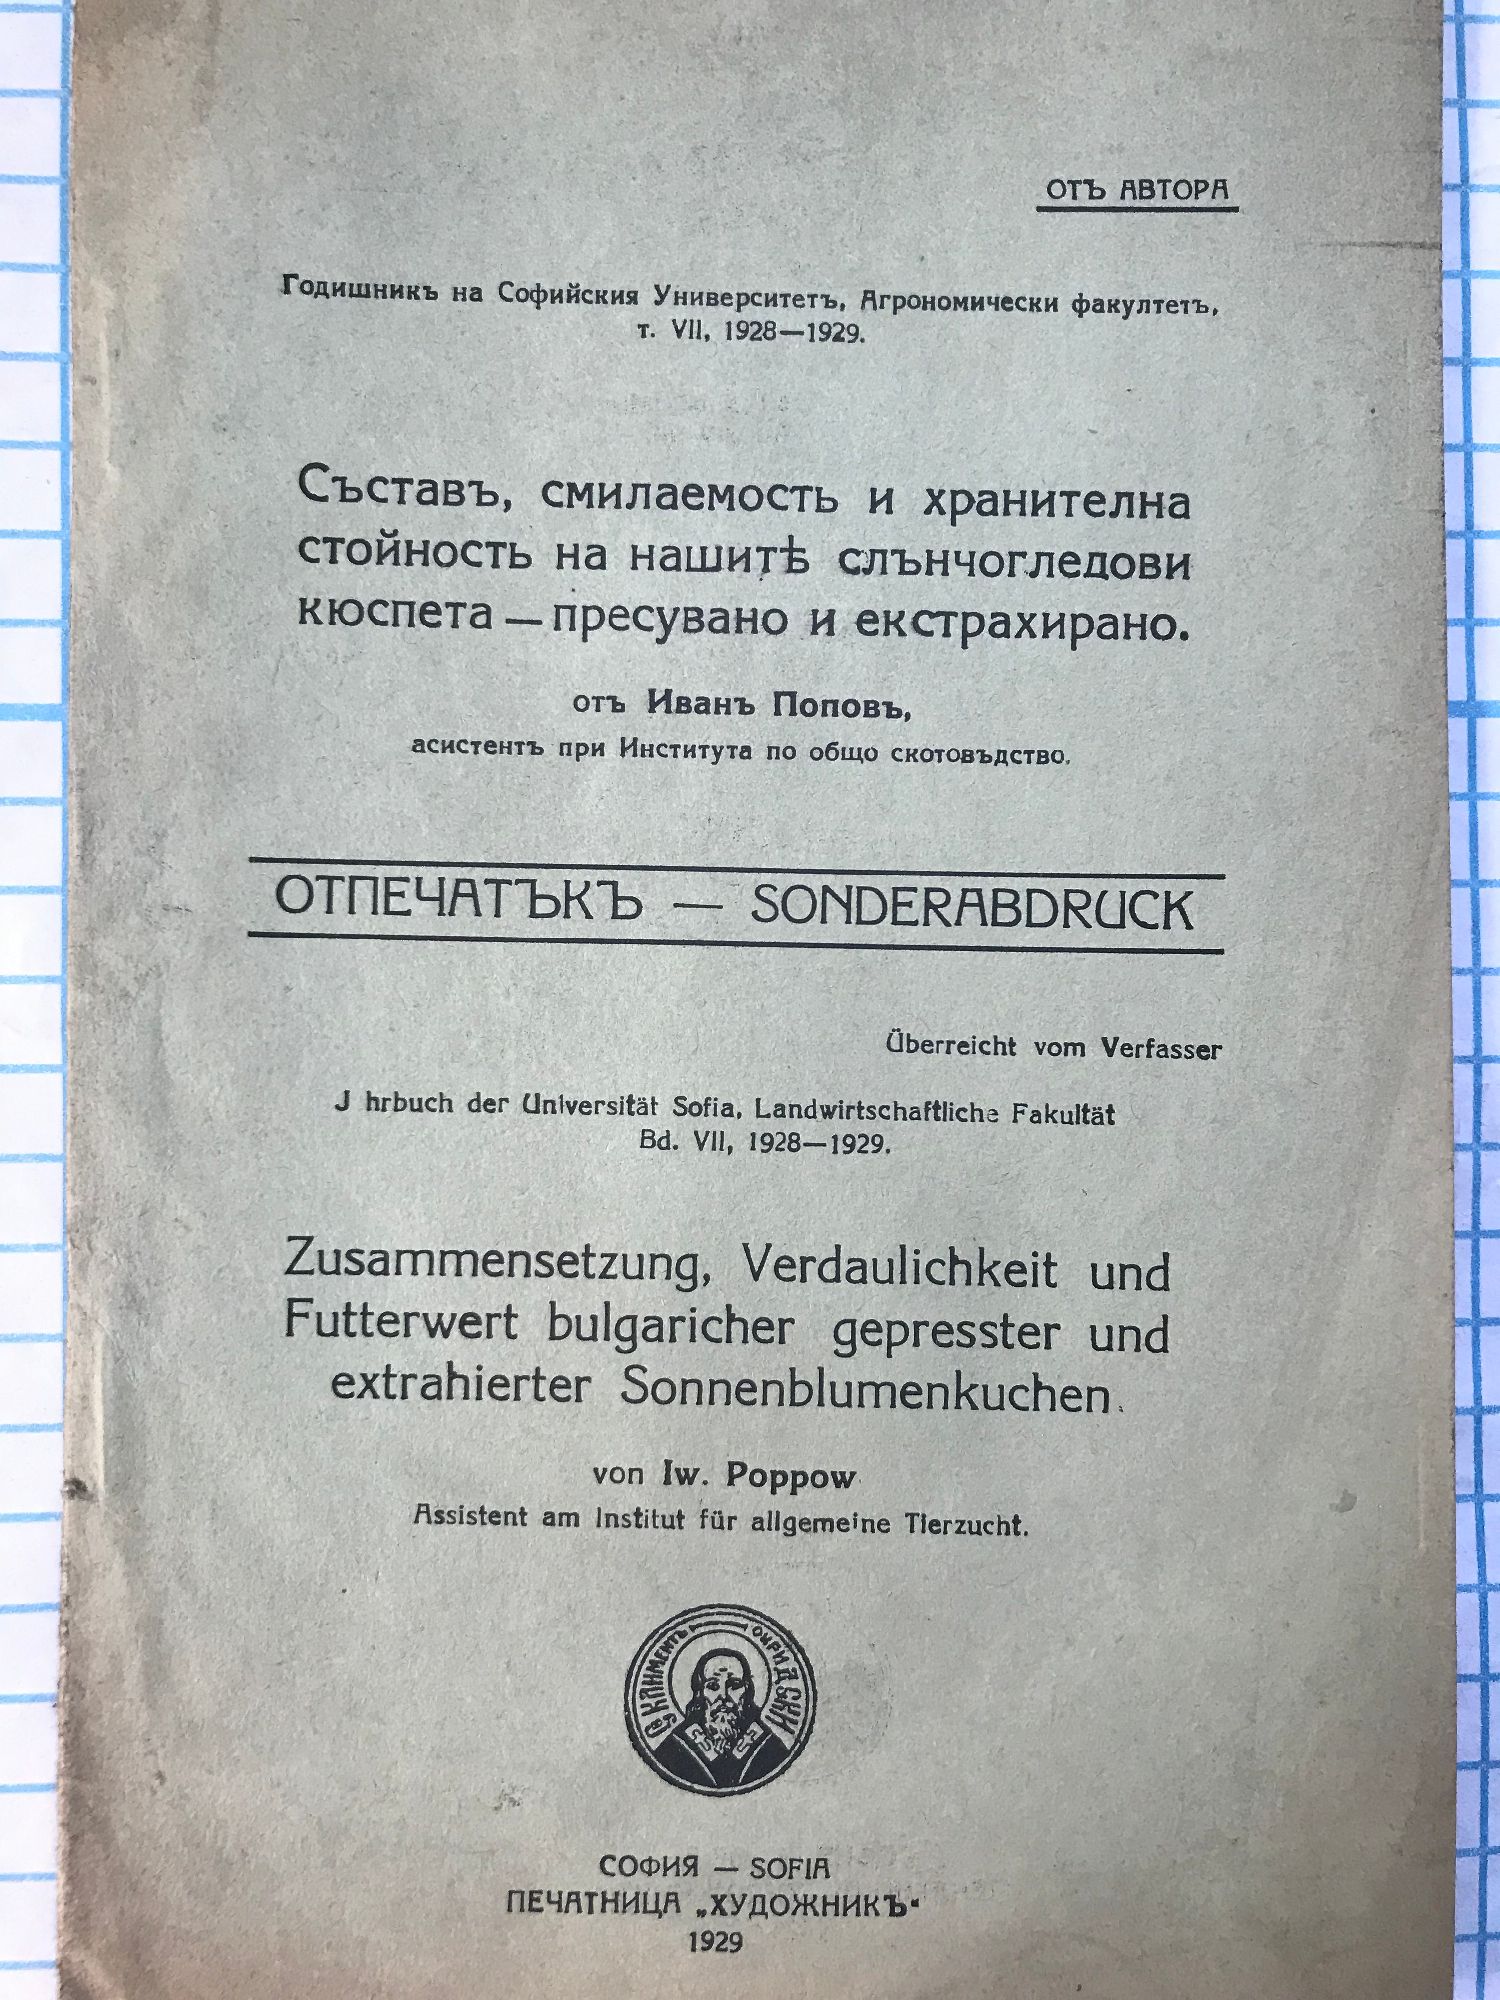 ОТЪ АВТОРА
Годишникъ на Софийския Университетъ, Агрономически факултетъ,
т. VII, 1928—1929.
Съставъ, смилаемость и хранителна
стойность на нашитѣ слънчогледови
кюспета — пресувано и екстрахирано.
отъ Иванъ Поповъ,
асистентъ при Института по общо скотовъдство.
ОТПЕЧАТЪКЪ — SONDERABDRUCK
Überreicht vom Verfasser
J hrbuch der Universität Sofia, Landwirtschaftliche Fakultät
Bd. VII, 1928—1929.
Zusammensetzung, Verdaulichkeit und
Futterwert bulgaricher gepresster und
extrahierter Sonnenblumenkuchen.
von Iw. Poppow
Assistent am Institut für allgemeine Tierzucht.
Св КЛИМЕНТЪ ОХРИДСКИ
СОФИЯ — SOFIA
ПЕЧАТНИЦА „ХУДОЖНИКЪ“
1929